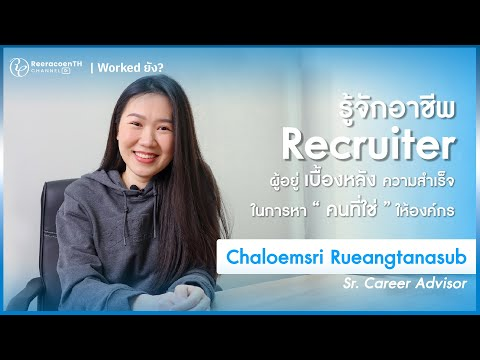 ReeracoenTH
CHANNEL
| Worked ยัง?
รู้จักอาชีพ
Recruiter
ผู้อยู่ เบื้องหลัง ความสำเร็จ
ในการหา “ คนที่ใช่ ” ให้องค์กร
Chaloemsri Rueangtanasub
Sr. Career Advisor